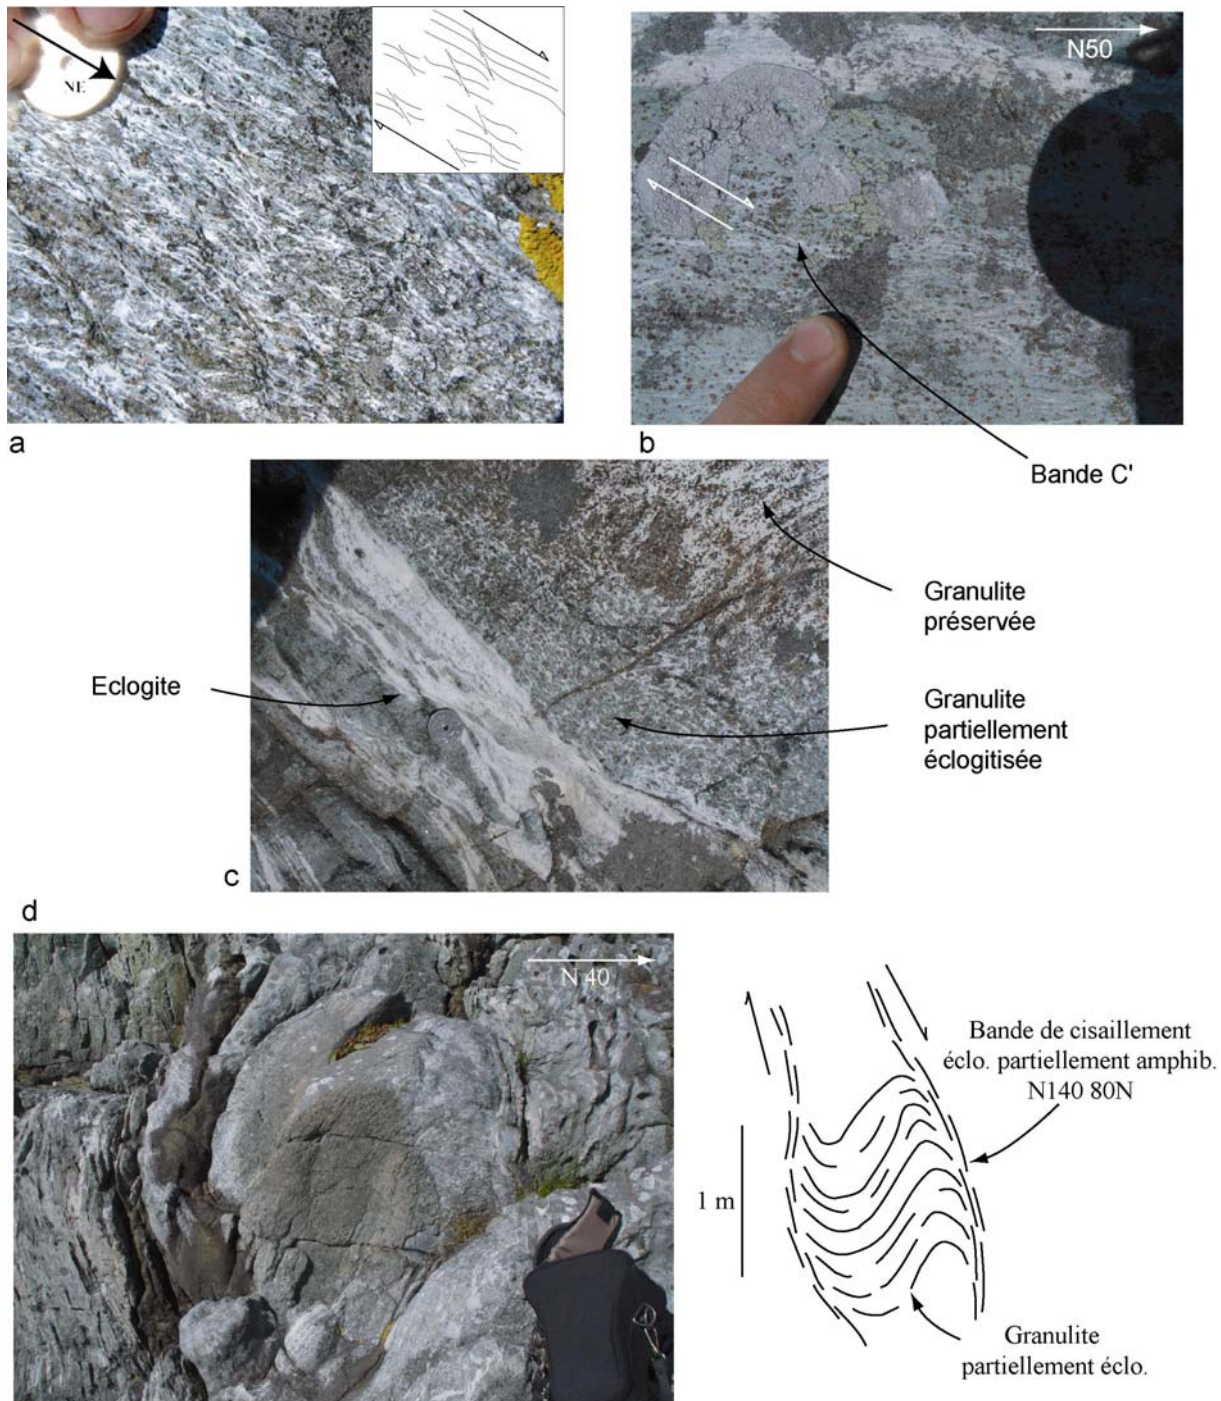 NE
N50
a
b
Bande C'
Granulite
préservée
Eclogite
Granulite
partiellement
éclogitisée
c
d
N 40
Bande de cisaillement
éclo. partiellement amphib.
N140 80N
1 m
Granulite
partiellement éclo.